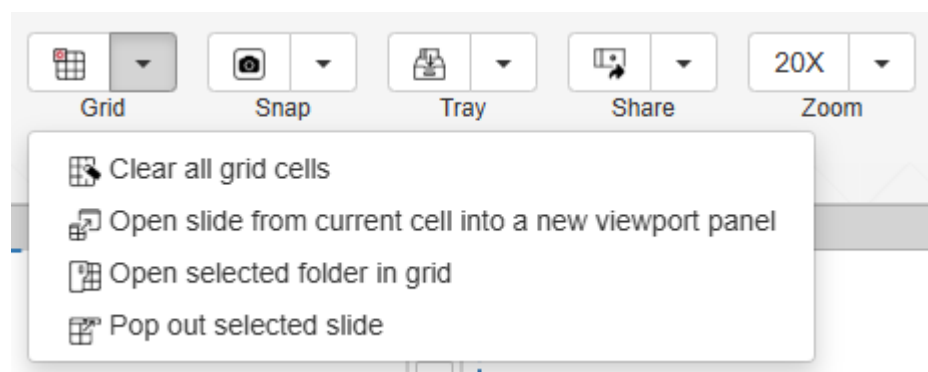 20X
Grid Snap Tray Share Zoom
Clear all grid cells
Open slide from current cell into a new viewport panel
Open selected folder in grid
Pop out selected slide